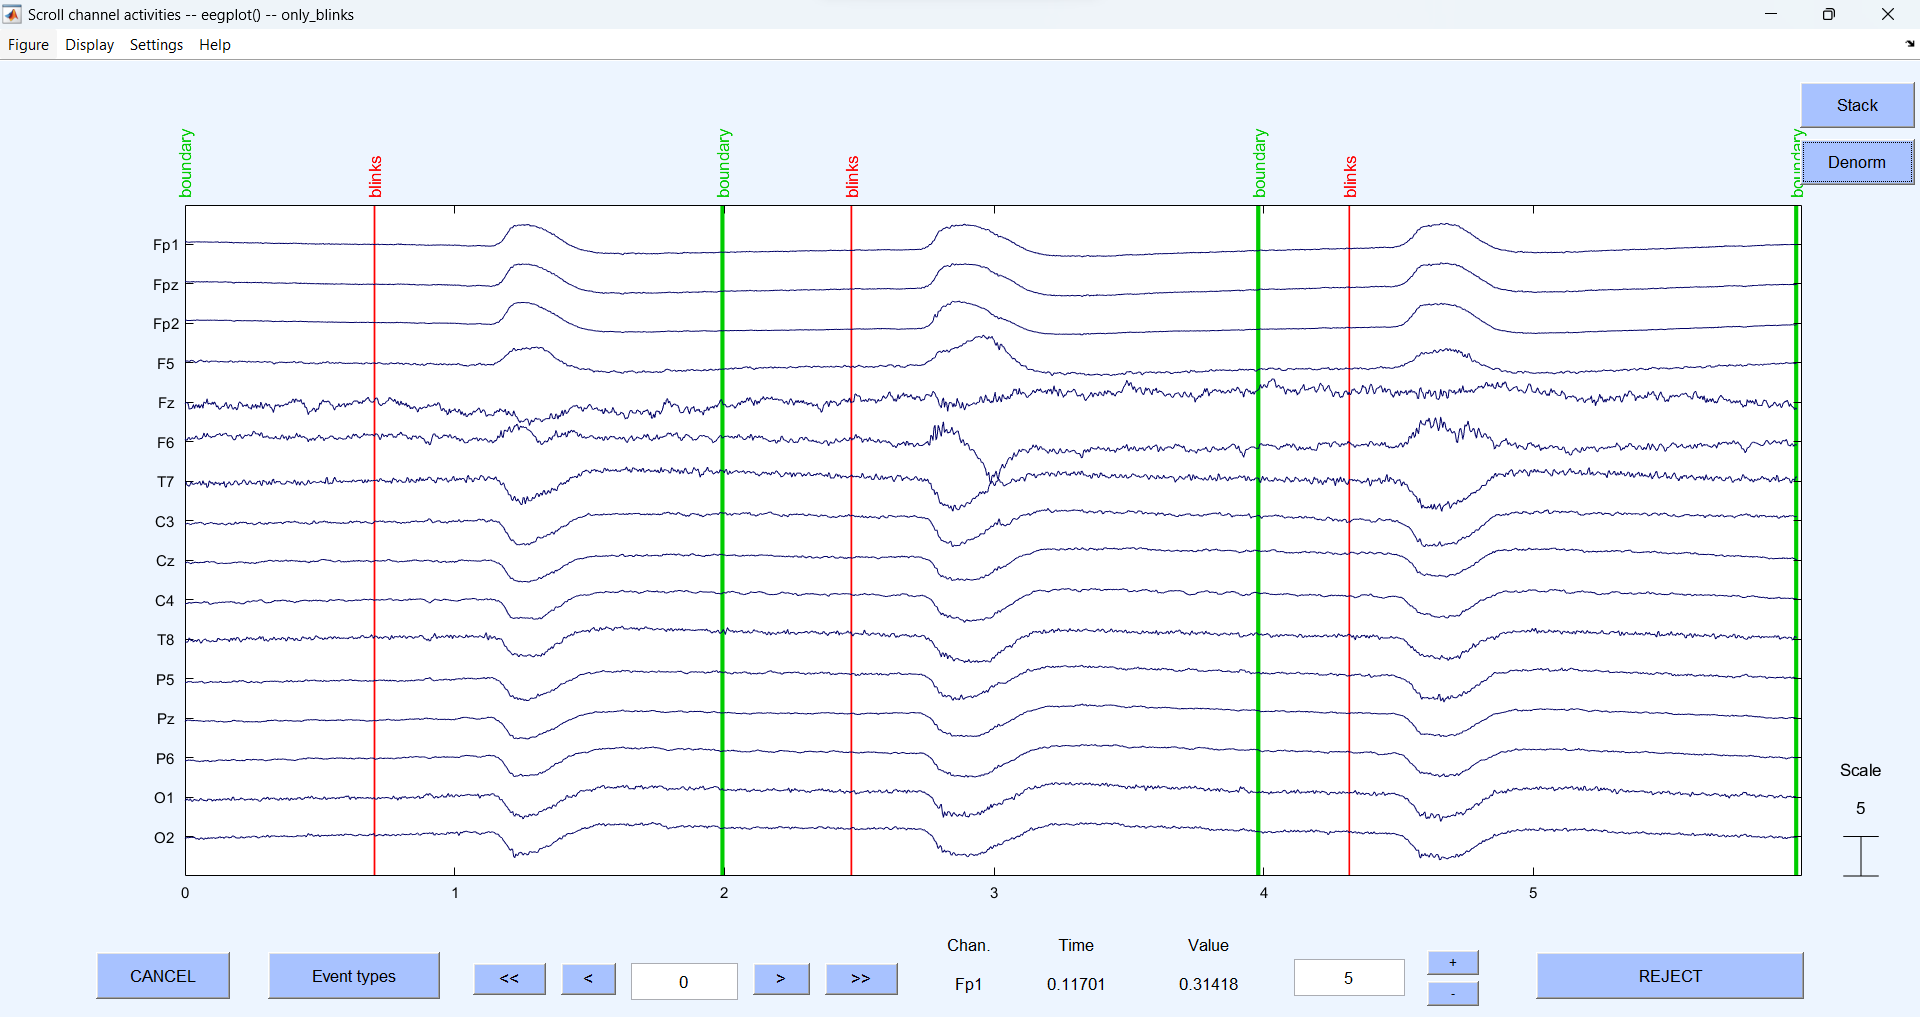 Scroll channel activities -- eegplot() -- only_blinks
Figure Display Settings Help
Stack
Denorm
boundary blinks boundary blinks boundary blinks boundary
Fp1
Fpz
Fp2
F5
Fz
F6
T7
C3
Cz
C4
T8
P5
Pz
P6
O1
O2
0 1 2 3 4 5
Scale
5
CANCEL Event types << < 0 > >>
Chan. Time Value
Fp1 0.11701 0.31418
5
+
-
REJECT